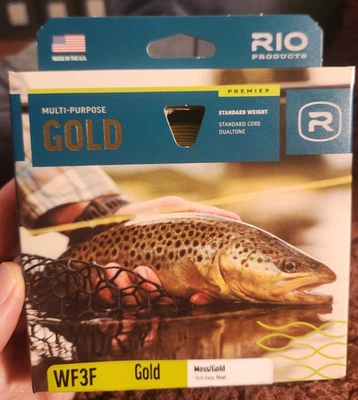 MADE IN THE U.S.A.
RIO
PRODUCTS
PREMIER
MULTI-PURPOSE
GOLD
STANDARD WEIGHT
STANDARD CORE
DUALTONE
R
WF3F
Gold
Moss/Gold